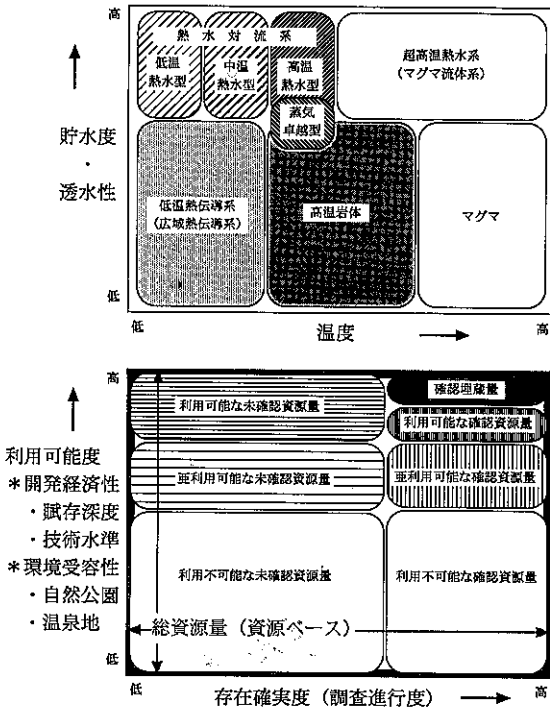 高
熱水対流系
低温
熱水型
中温
熱水型
高温
熱水型
蒸気
卓越型
超高温熱水系
(マグマ流体系)
貯水度
・
透水性
低温熱伝導系
(広域熱伝導系)
高温岩体
マグマ
低
低
温度
高
高
利用可能な未確認資源量
確認埋蔵量
利用可能な確認資源量
利用可能度
*開発経済性
・賦存深度
・技術水準
*環境受容性
・自然公園
・温泉地
亜利用可能な未確認資源量
亜利用可能な確認資源量
利用不可能な未確認資源量
利用不可能な確認資源量
総資源量(資源ベース)
低
低
存在確実度(調査進行度)
高